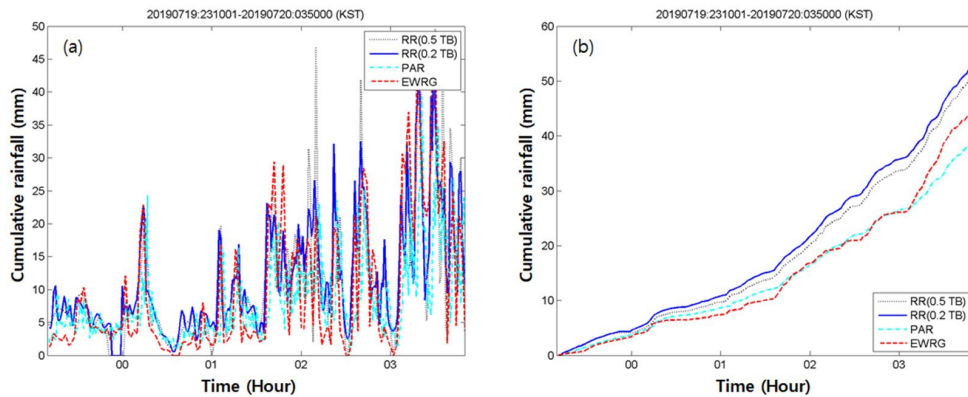 20190719:231001-20190720:035000 (KST)
(a)
RR(0.5 TB)
RR(0.2 TB)
PAR
EWRG
50
45
40
35
30
25
20
15
10
5
0
Cumulative rainfall (mm)
00 01 02 03
Time (Hour)
20190719:231001-20190720:035000 (KST)
(b)
60
50
40
30
20
10
0
Cumulative rainfall (mm)
RR(0.5 TB)
RR(0.2 TB)
PAR
EWRG
00 01 02 03
Time (Hour)